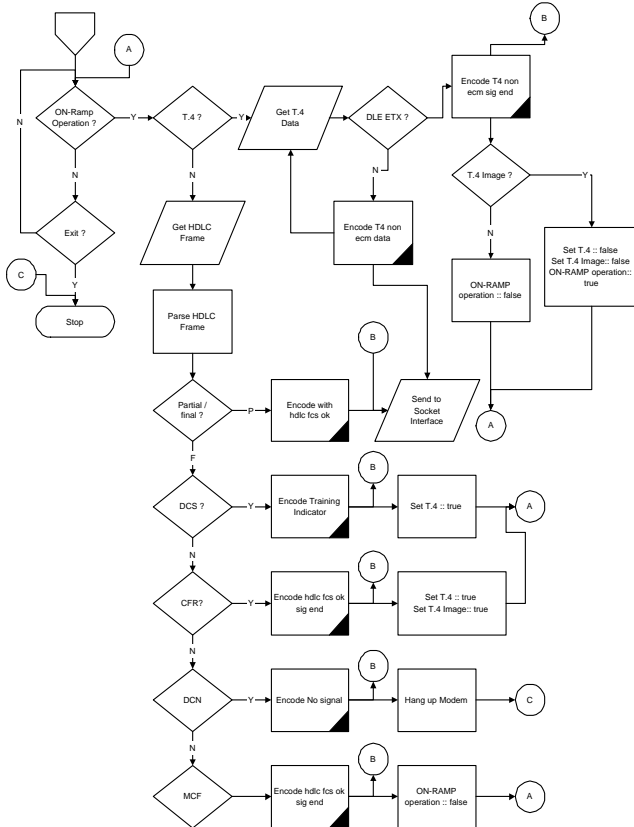 B
A
ON-Ramp
Operation ?
Y
T.4 ?
Y
Get T.4
Data
DLE ETX ?
Encode T4 non
ecm sig end
N
N
N
N
T.4 Image ?
Y
Exit ?
Get HDLC
Frame
Encode T4 non
ecm data
N
C
Y
Set T.4 :: false
Set T.4 Image:: false
ON-RAMP operation::
true
ON-RAMP
operation :: false
Stop
Parse HDLC
Frame
B
Partial /
final ?
P
Encode with
hdlc fcs ok
Send to
Socket
Interface
A
F
B
DCS ?
Y
Encode Training
Indicator
Set T.4 :: true
A
N
B
CFR?
Y
Encode hdlc fcs ok
sig end
Set T.4 :: true
Set T.4 Image:: true
N
B
DCN
Y
Encode No signal
Hang up Modem
C
N
B
MCF
Encode hdlc fcs ok
sig end
ON-RAMP
operation :: false
A